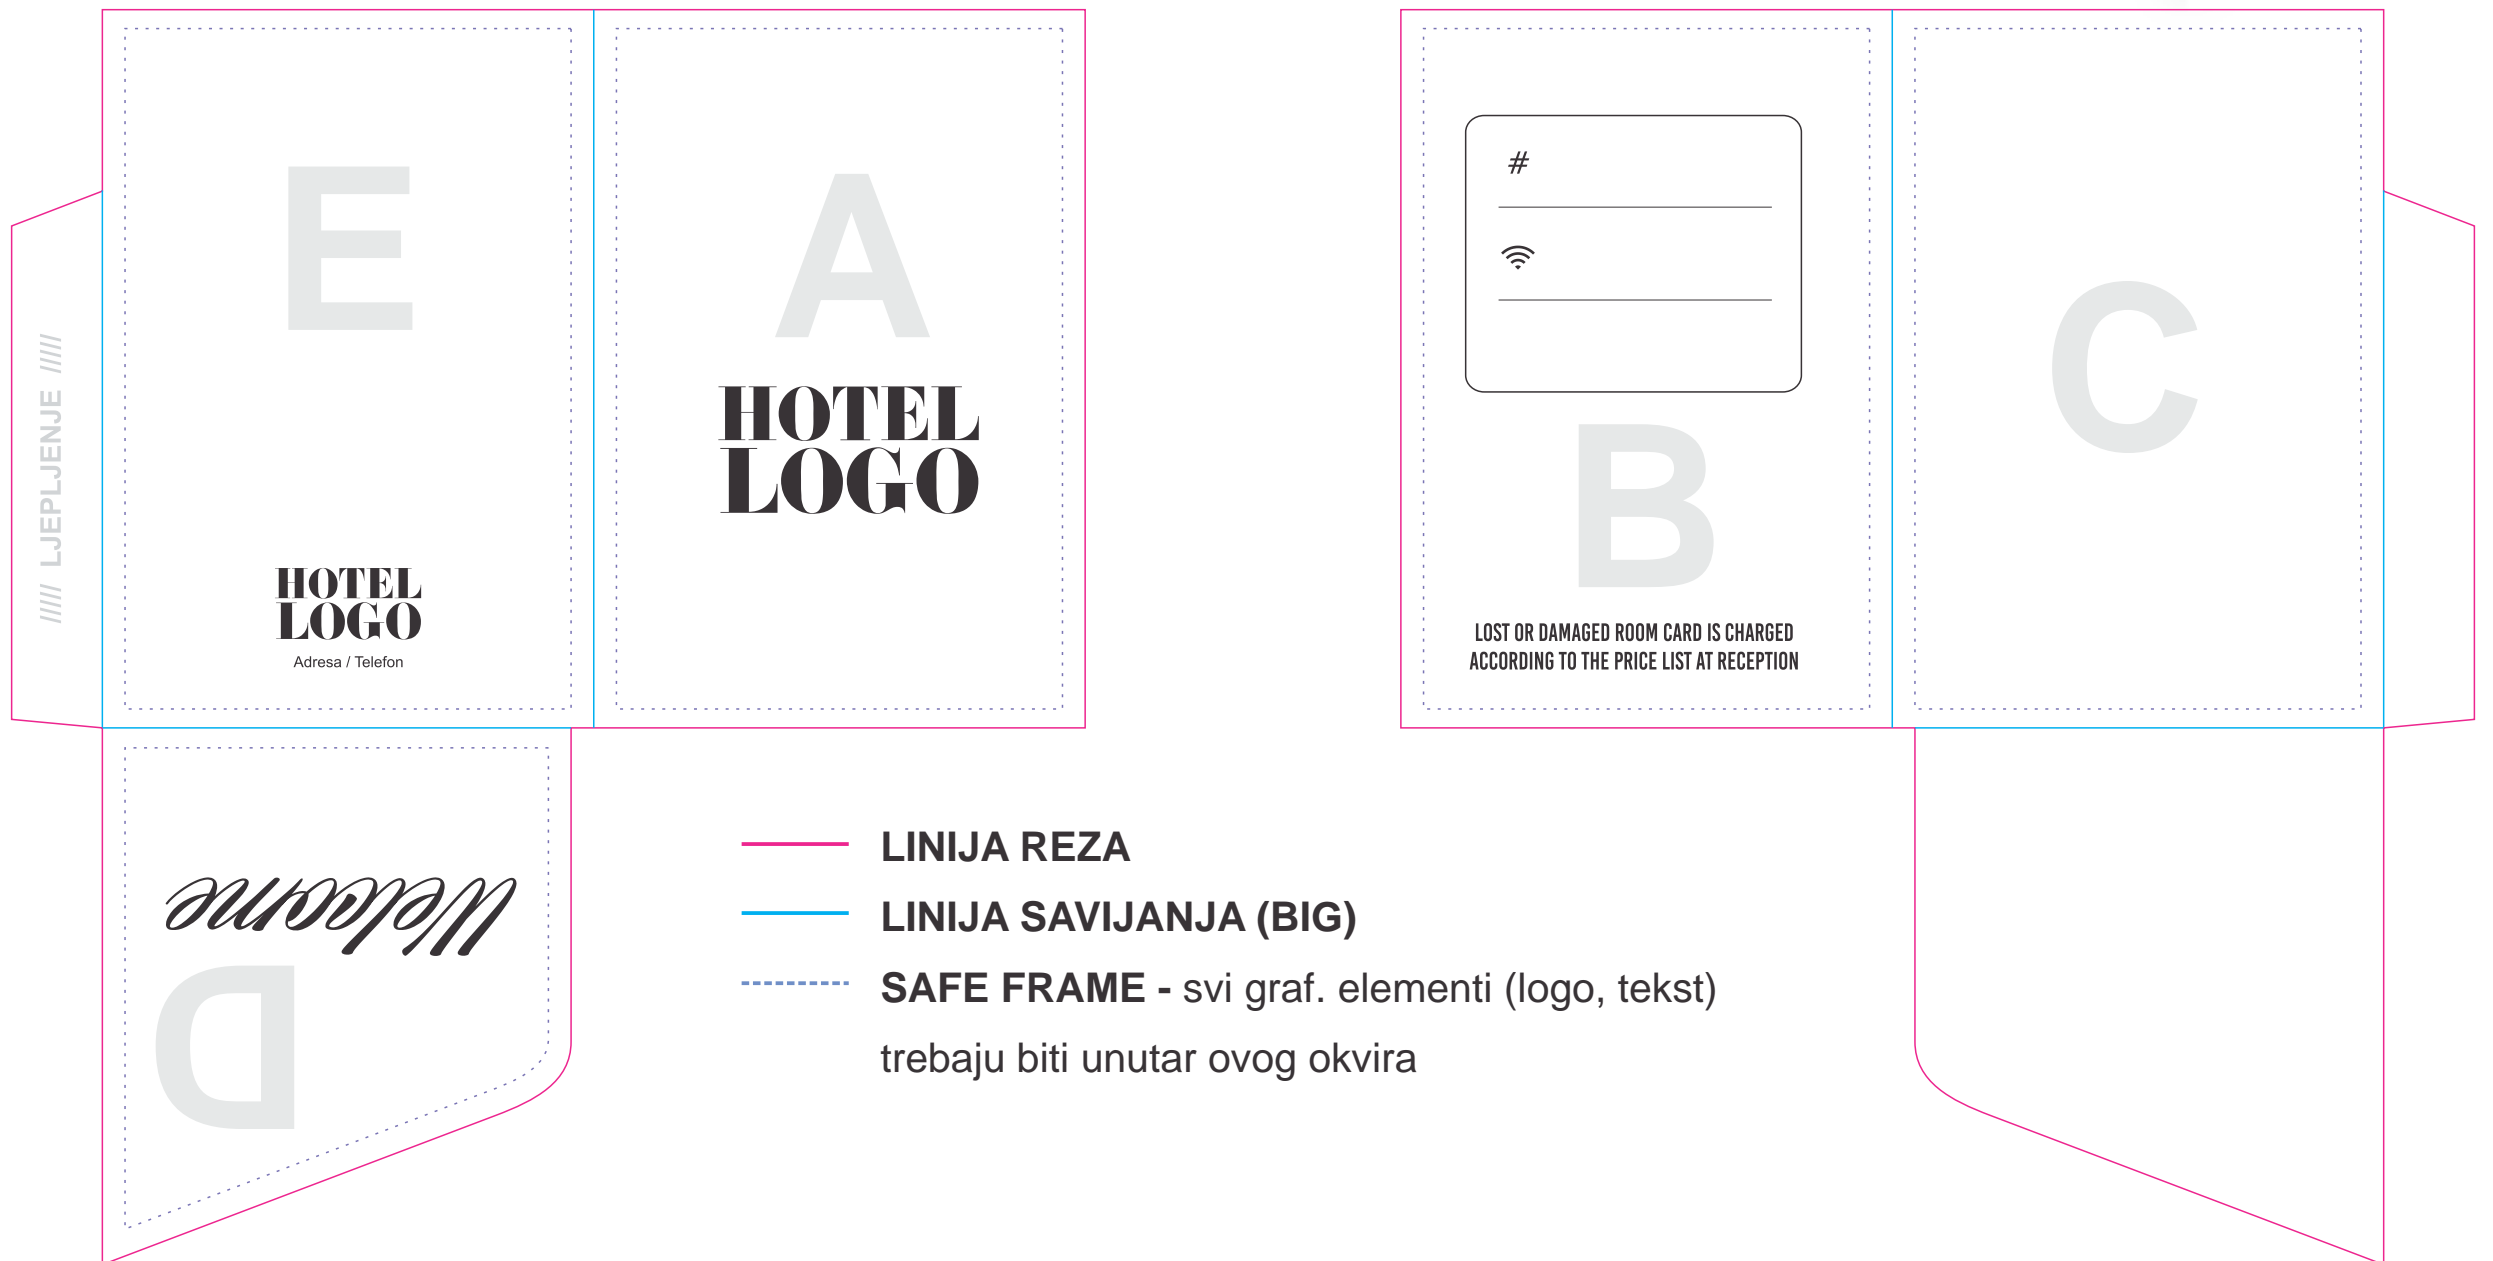 E
A
HOTEL
LOGO
///// LJEPLJENJE /////
HOTEL
LOGO
Adresa / Telefon
#
B
LOST OR DAMAGED ROOM CARD IS CHARGED
ACCORDING TO THE PRICE LIST AT RECEPTION
C
Welcome
D
LINIJA REZA
LINIJA SAVIJANJA (BIG)
SAFE FRAME - svi graf. elementi (logo, tekst)
trebaju biti unutar ovog okvira